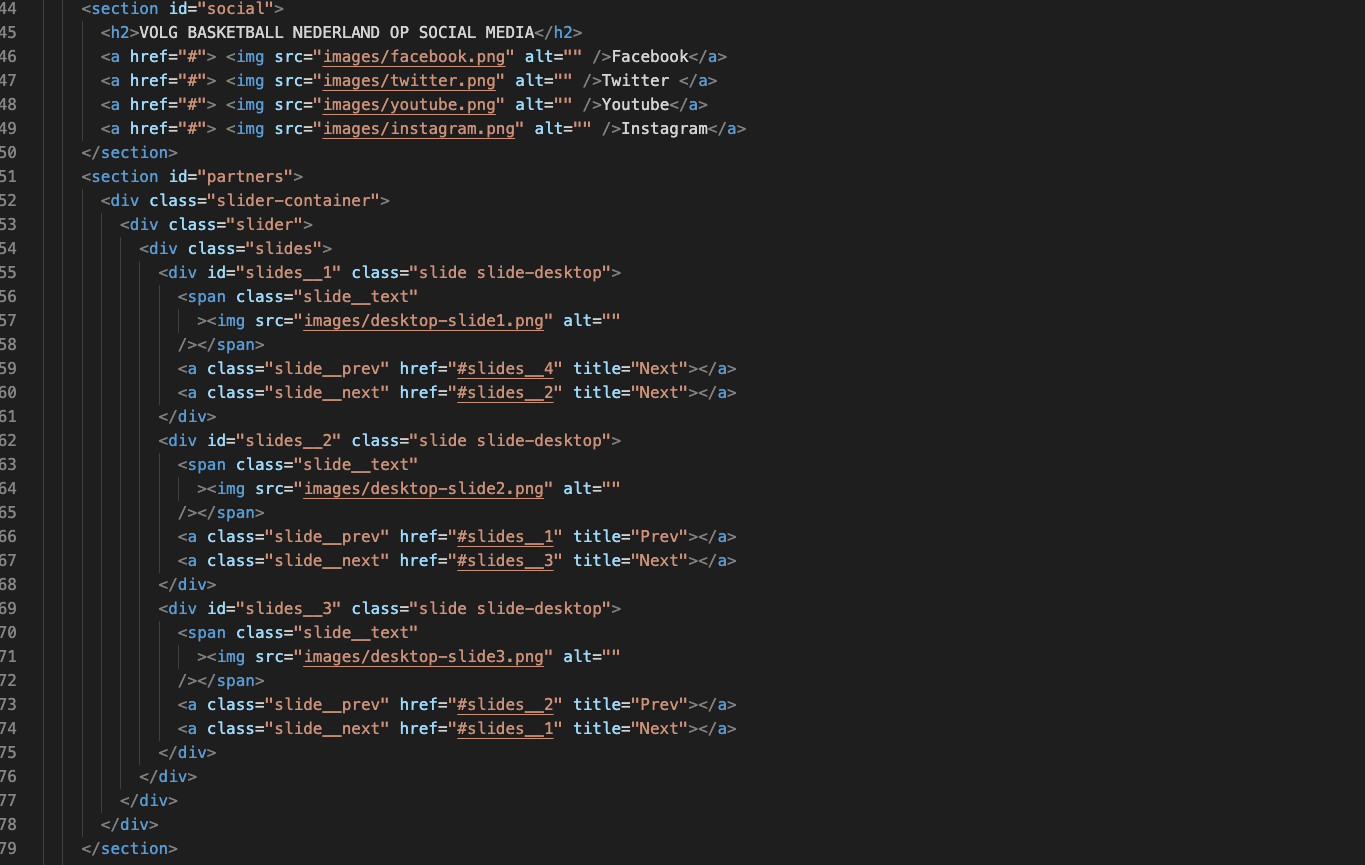 44 <section id="social">
45 <h2>VOLG BASKETBALL NEDERLAND OP SOCIAL MEDIA</h2>
46 <a href="#"> <img src="images/facebook.png" alt="" />Facebook</a>
47 <a href="#"> <img src="images/twitter.png" alt="" />Twitter </a>
48 <a href="#"> <img src="images/youtube.png" alt="" />Youtube</a>
49 <a href="#"> <img src="images/instagram.png" alt="" />Instagram</a>
50 </section>
51 <section id="partners">
52 <div class="slider-container">
53 <div class="slider">
54 <div class="slides">
55 <div id="slides__1" class="slide slide-desktop">
56 <span class="slide__text"
57 ><img src="images/desktop-slide1.png" alt=""
58 /></span>
59 <a class="slide__prev" href="#slides__4" title="Next"></a>
60 <a class="slide__next" href="#slides__2" title="Next"></a>
61 </div>
62 <div id="slides__2" class="slide slide-desktop">
63 <span class="slide__text"
64 ><img src="images/desktop-slide2.png" alt=""
65 /></span>
66 <a class="slide__prev" href="#slides__1" title="Prev"></a>
67 <a class="slide__next" href="#slides__3" title="Next"></a>
68 </div>
69 <div id="slides__3" class="slide slide-desktop">
70 <span class="slide__text"
71 ><img src="images/desktop-slide3.png" alt=""
72 /></span>
73 <a class="slide__prev" href="#slides__2" title="Prev"></a>
74 <a class="slide__next" href="#slides__1" title="Next"></a>
75 </div>
76 </div>
77 </div>
78 </div>
79 </section>